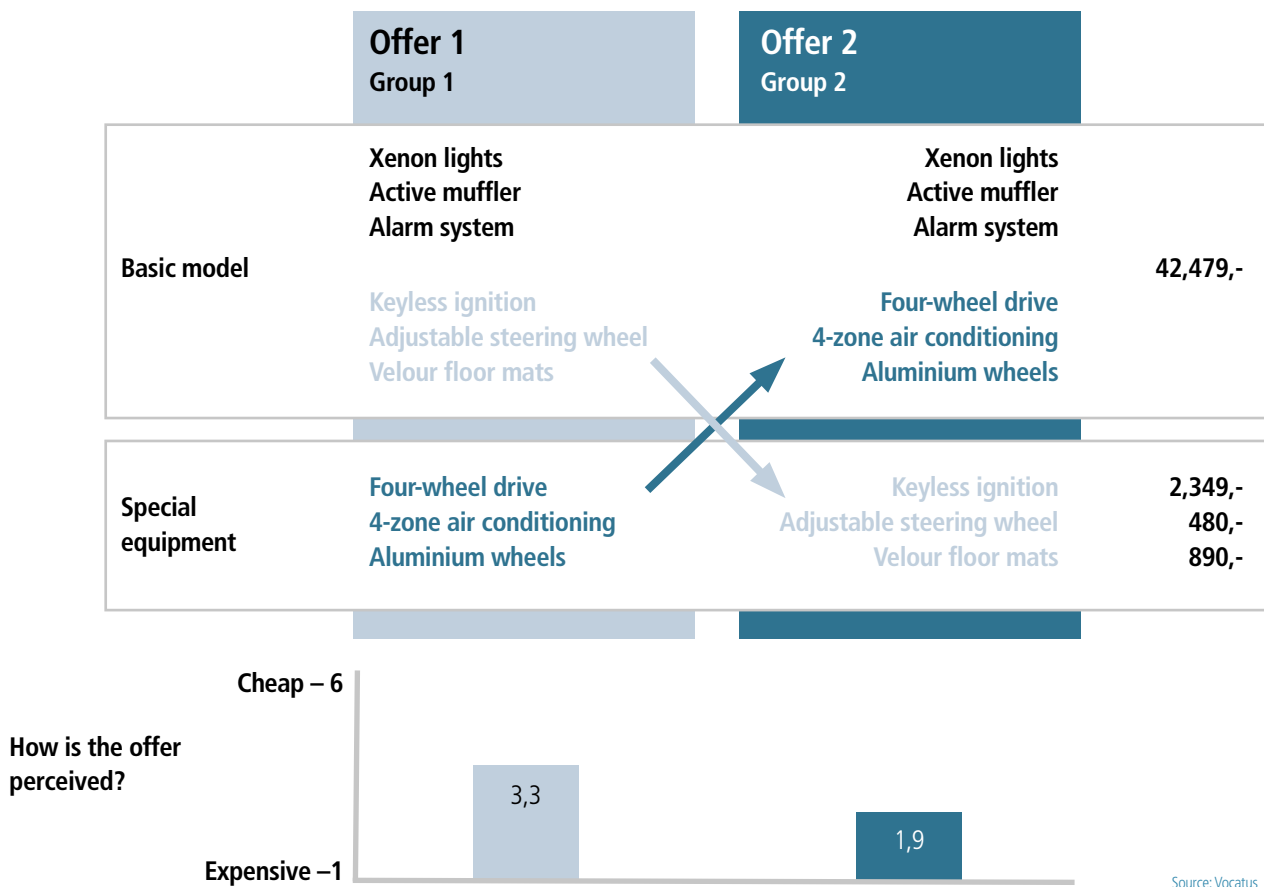 Offer 1
Group 1
Offer 2
Group 2
Basic model
Xenon lights
Active muffler
Alarm system
Keyless ignition
Adjustable steering wheel
Velour floor mats
Xenon lights
Active muffler
Alarm system
Four-wheel drive
4-zone air conditioning
Aluminium wheels
42,479,-
Special
equipment
Four-wheel drive
4-zone air conditioning
Aluminium wheels
Keyless ignition
Adjustable steering wheel
Velour floor mats
2,349,-
480,-
890,-
How is the offer
perceived?
Cheap – 6
Expensive –1
3,3
1,9
Source: Vocatus